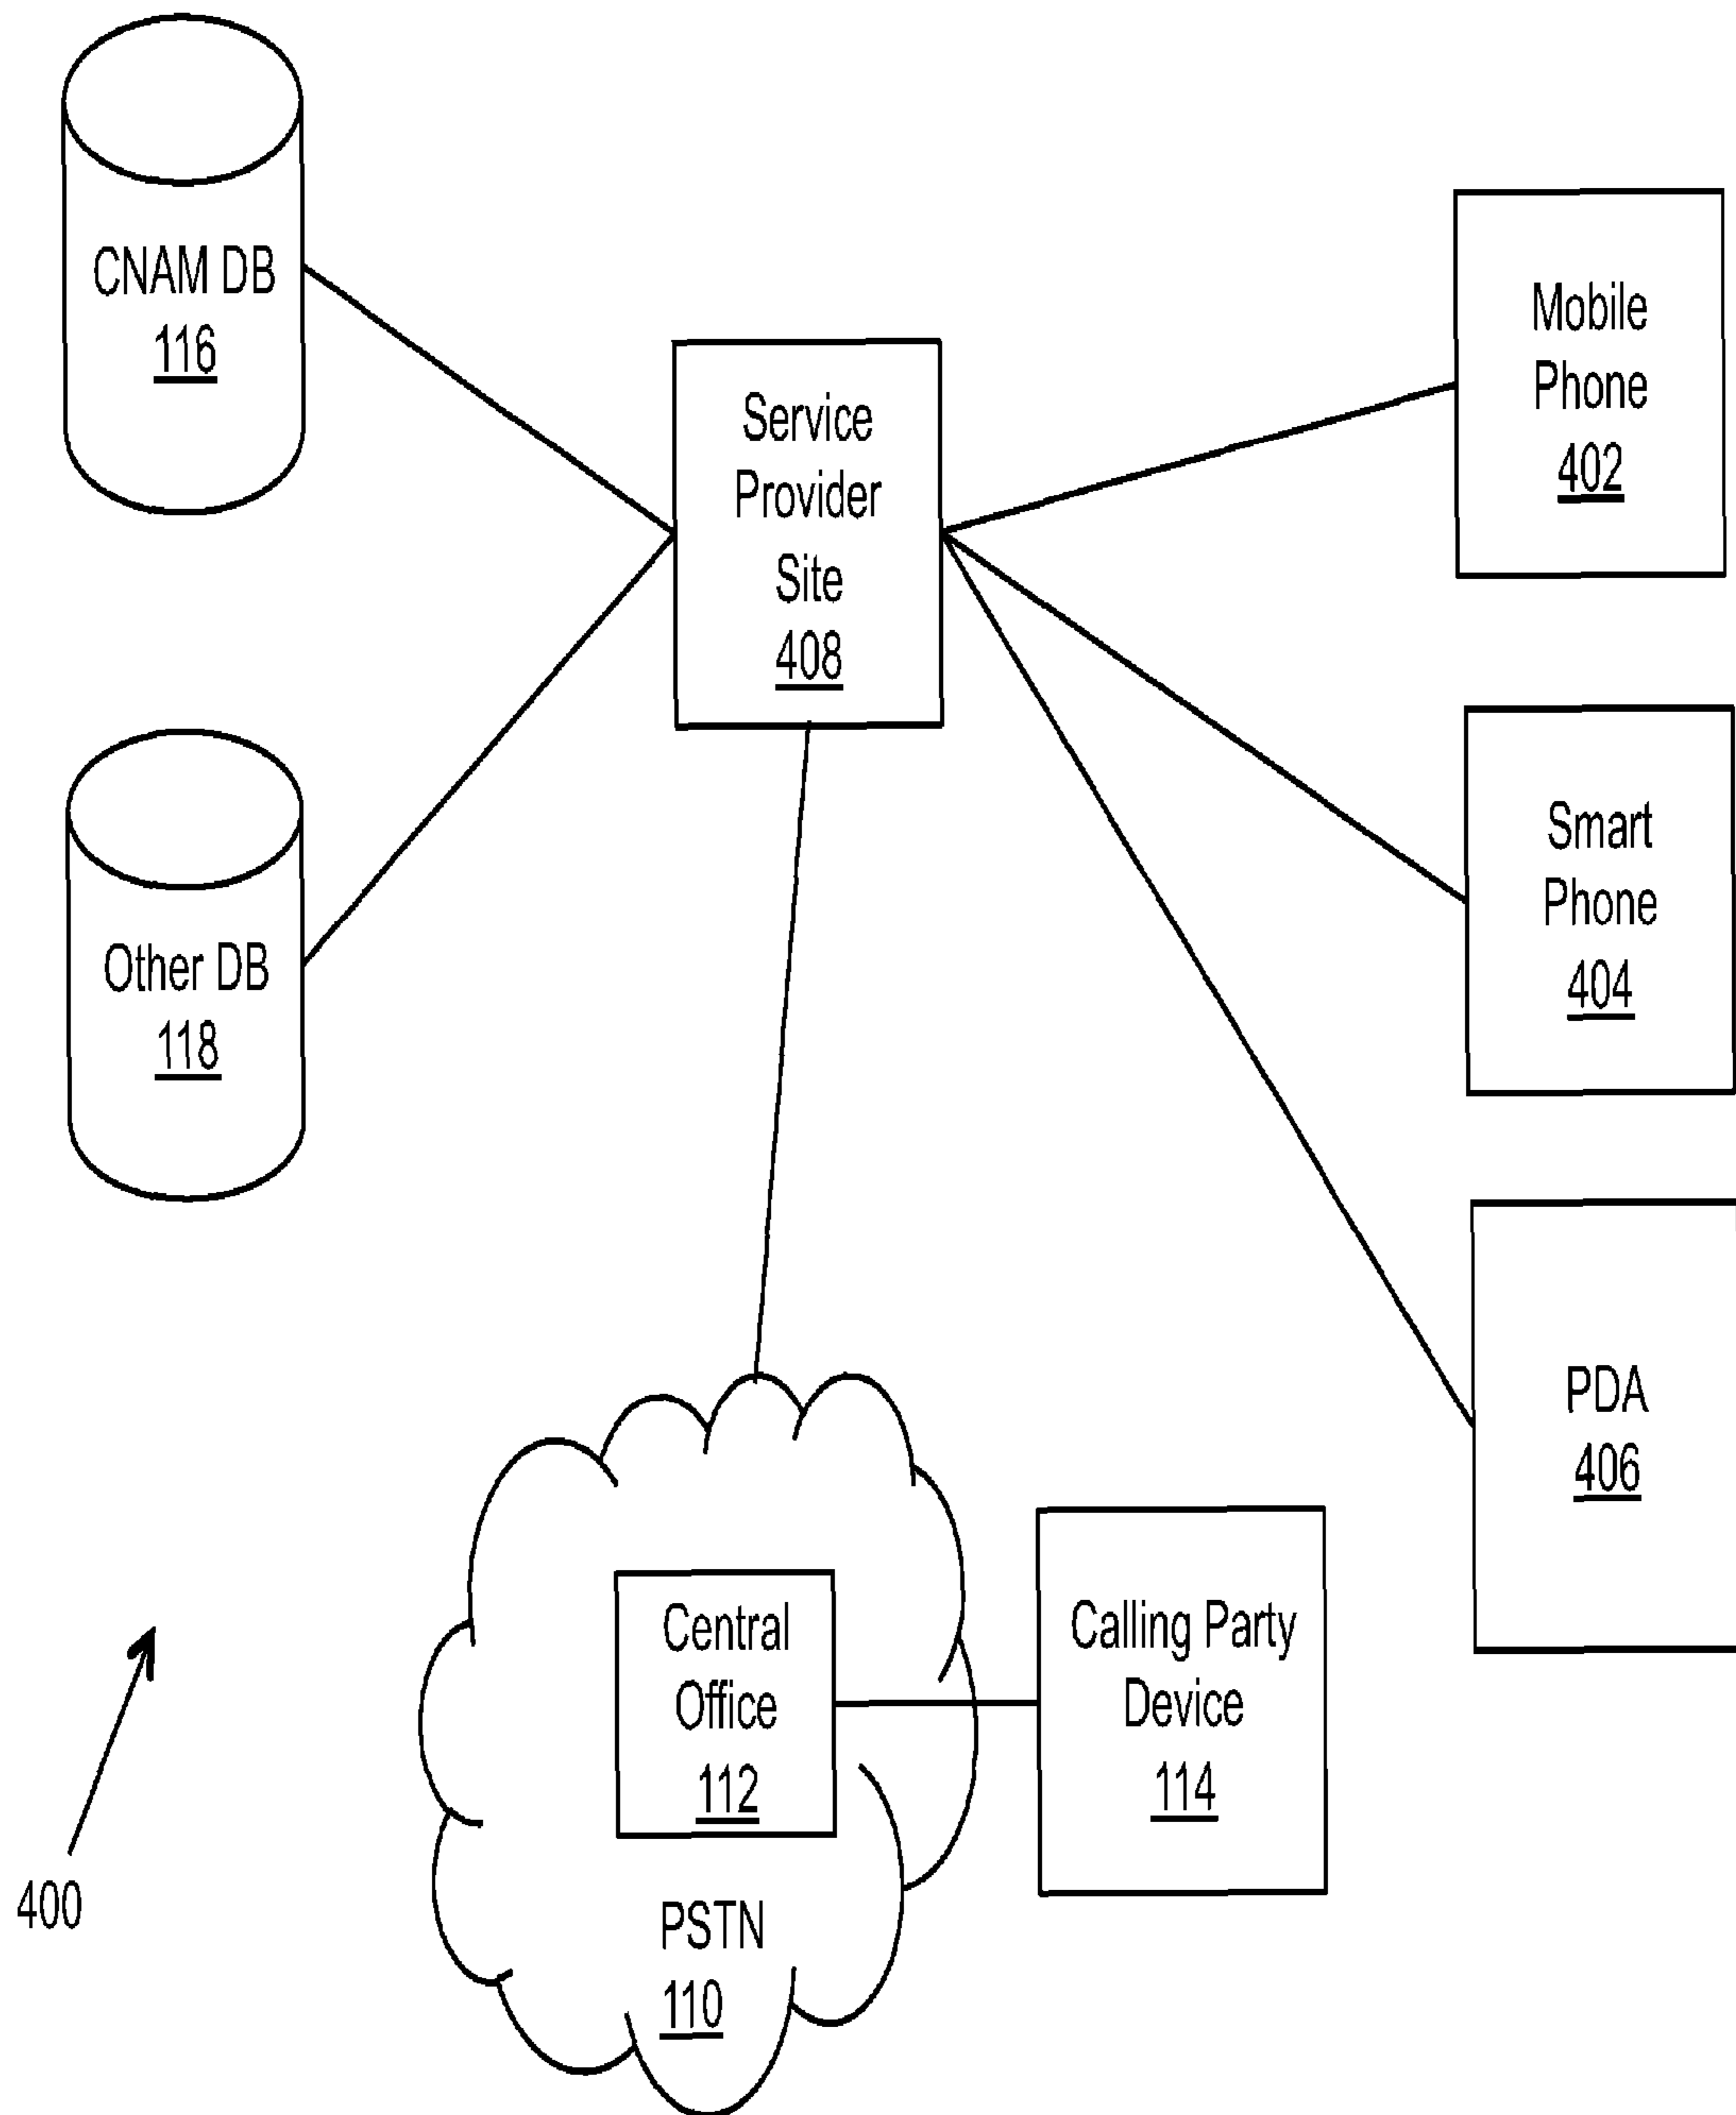 CNAM DB
116
Service
Provider
Site
408
Mobile
Phone
402
Other DB
118
Smart
Phone
404
PDA
406
Central
Office
112
Calling Party
Device
114
PSTN
110
400